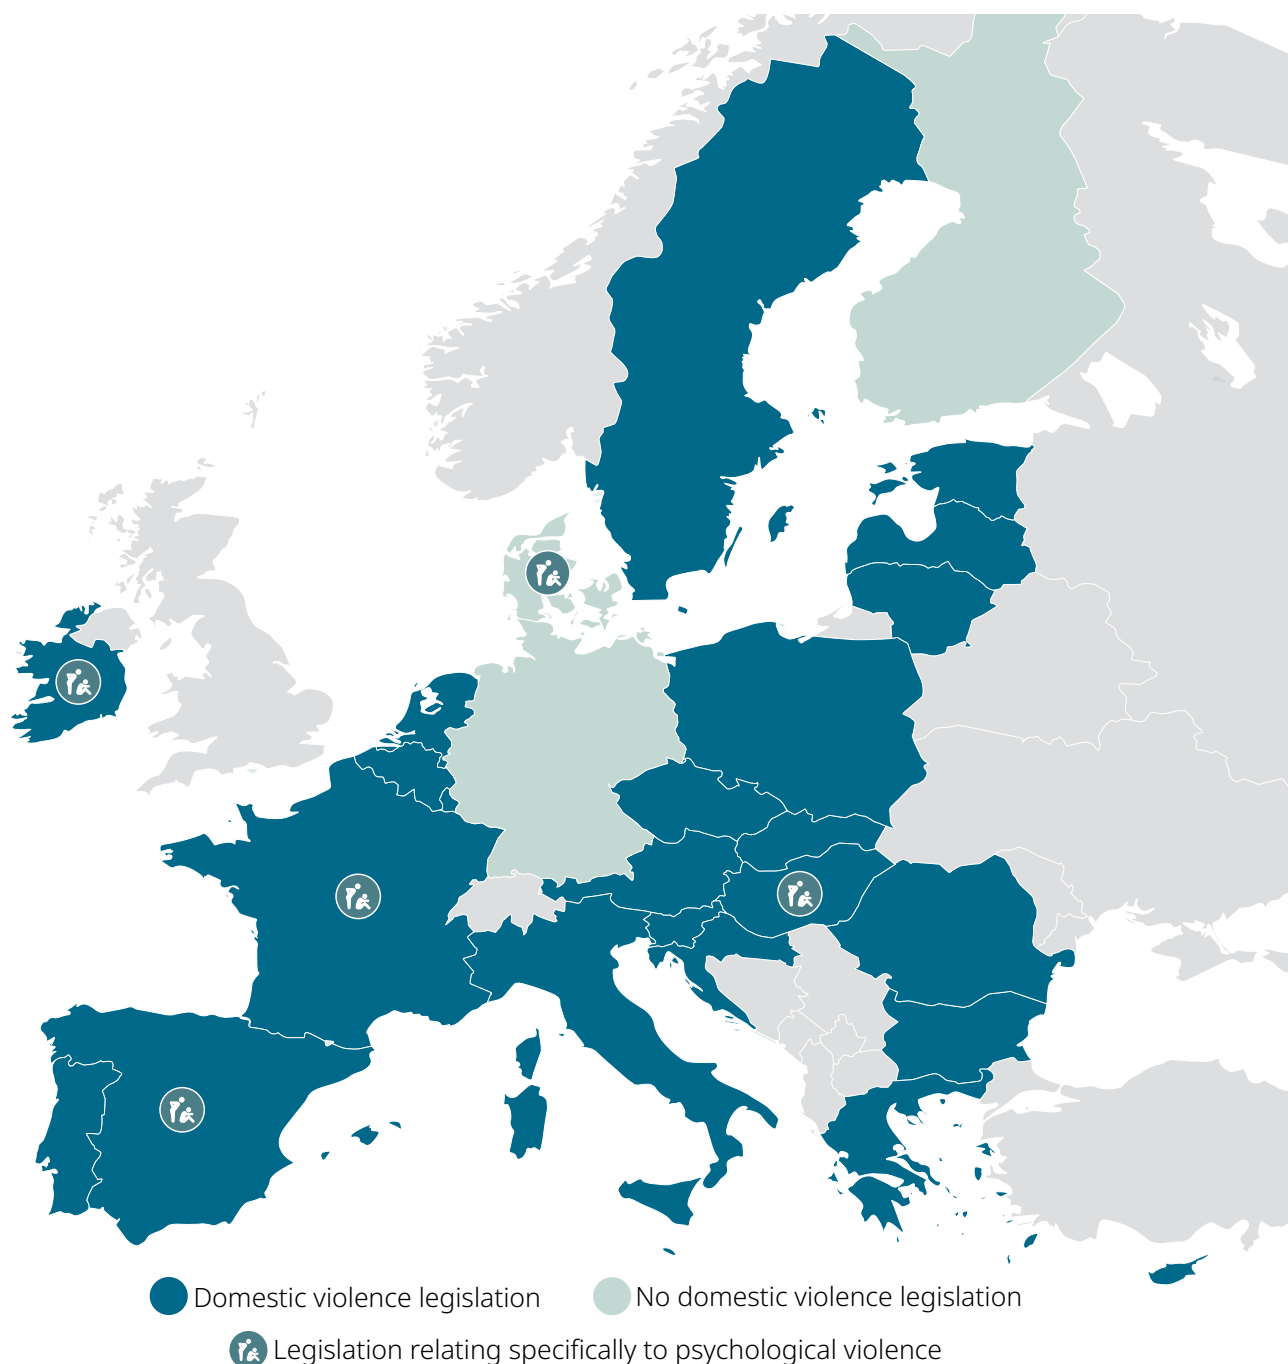 Domestic violence legislation
No domestic violence legislation
Legislation relating specifically to psychological violence